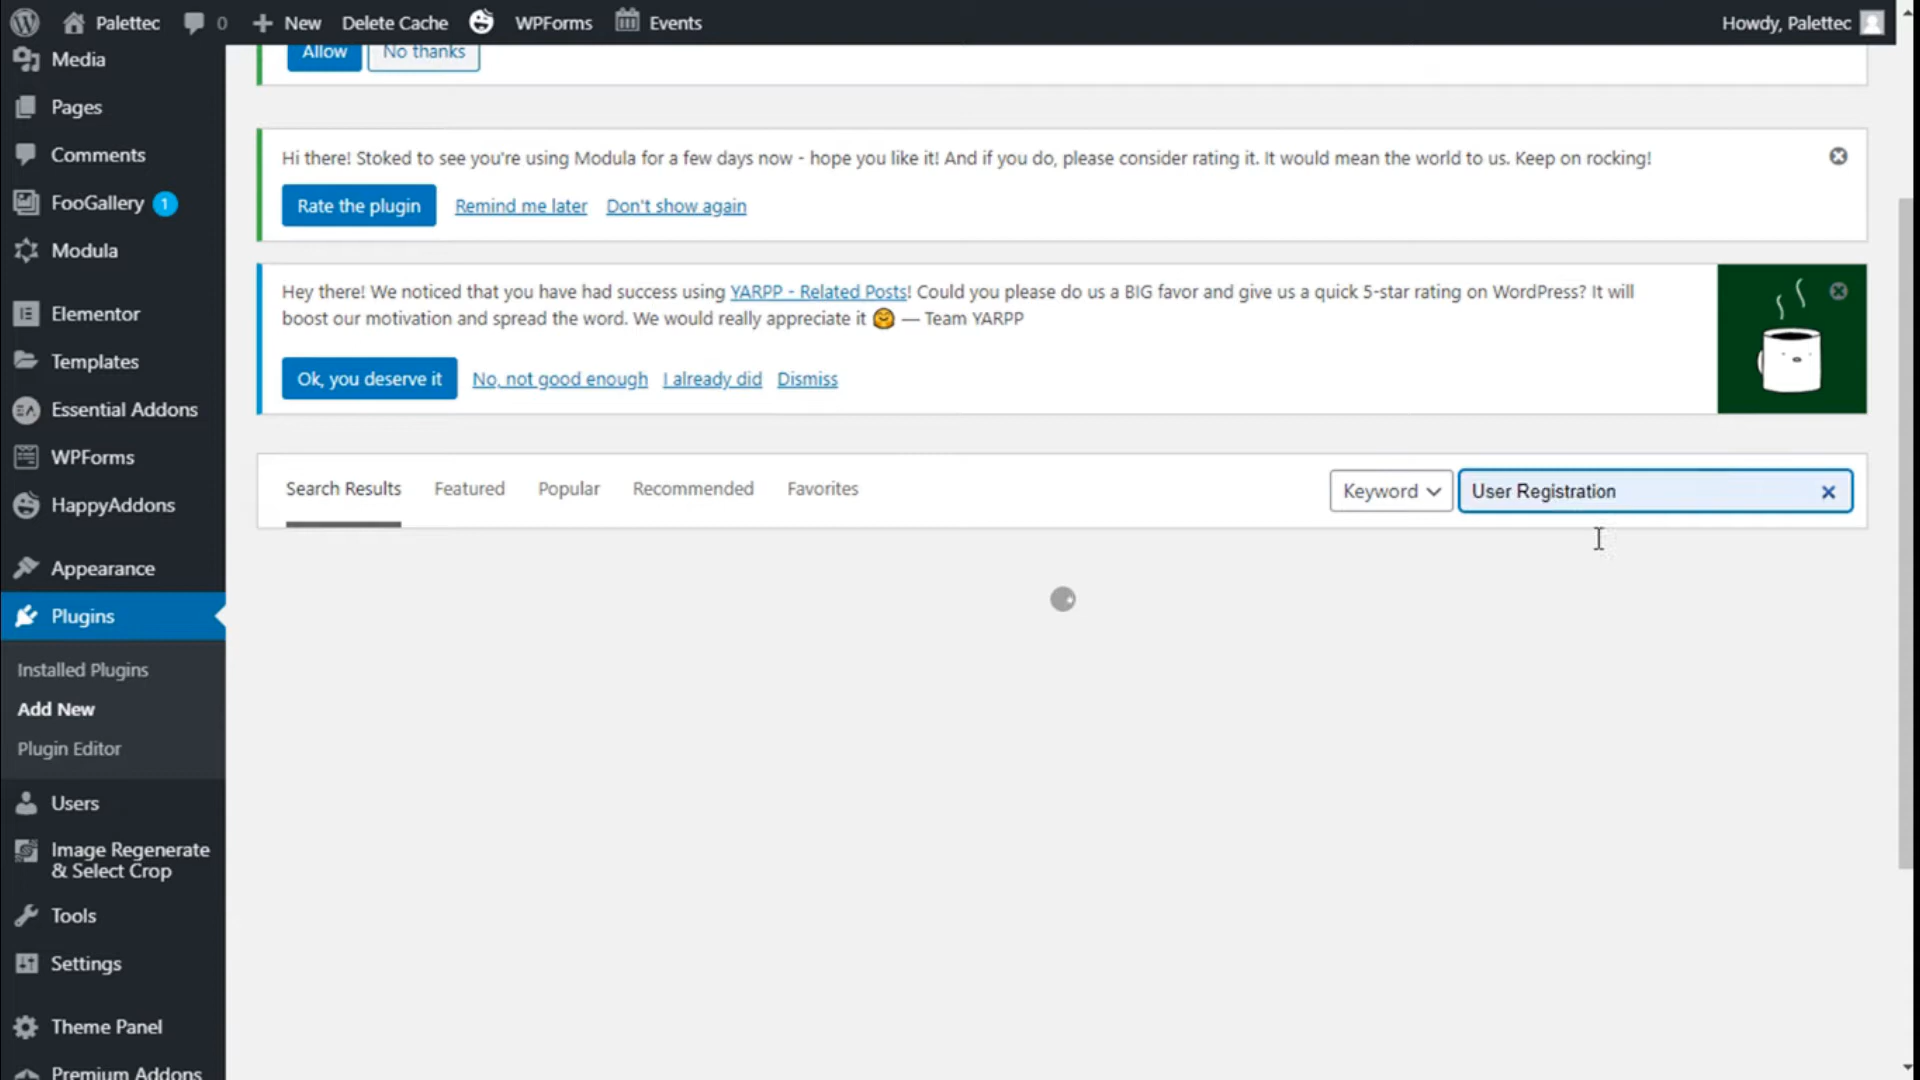 Palettec 0 New Delete Cache WPForms Events Howdy, Palettec
Media
Pages
Comments
FooGallery 1
Modula
Elementor
Templates
Essential Addons
WPForms
HappyAddons
Appearance
Plugins
Installed Plugins
Add New
Plugin Editor
Users
Image Regenerate
& Select Crop
Tools
Settings
Theme Panel
Premium Addons
Allow No thanks
Hi there! Stoked to see you're using Modula for a few days now - hope you like it! And if you do, please consider rating it. It would mean the world to us. Keep on rocking!
Rate the plugin Remind me later Don't show again
Hey there! We noticed that you have had success using YARPP - Related Posts! Could you please do us a BIG favor and give us a quick 5-star rating on WordPress? It will
boost our motivation and spread the word. We would really appreciate it 🤗 — Team YARPP
Ok, you deserve it No, not good enough I already did Dismiss
Search Results Featured Popular Recommended Favorites Keyword User Registration